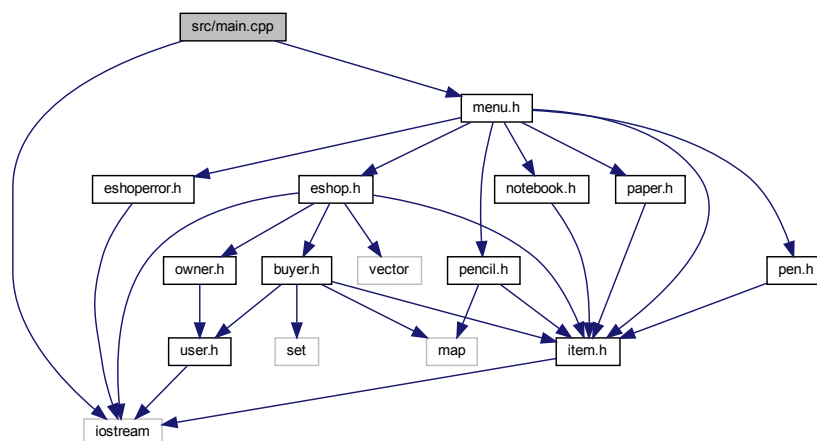 src/main.cpp
menu.h
eshoperror.h
eshop.h
notebook.h
paper.h
owner.h
buyer.h
vector
pencil.h
pen.h
user.h
set
map
item.h
iostream